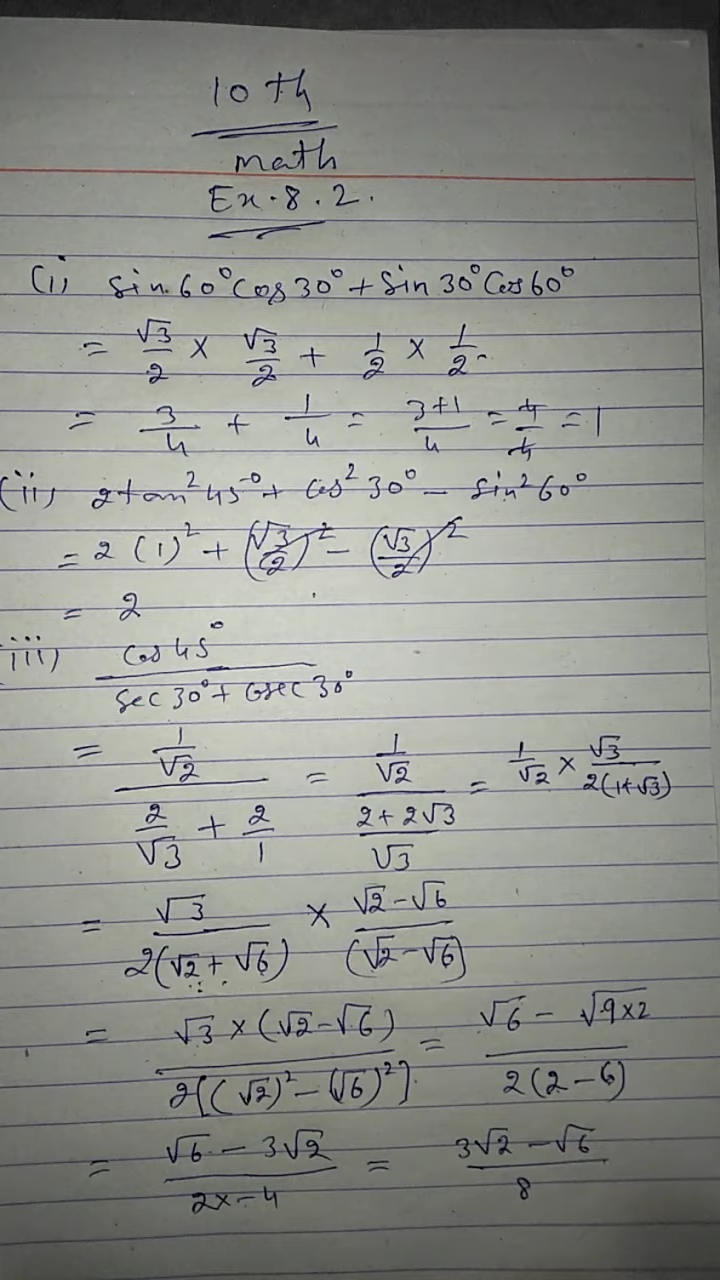 10th
math
Ex. 8.2.
(i) Sin 60° Cos 30° + Sin 30° Cos 60°
= √3/2 × √3/2 + 1/2 × 1/2
= 3/4 + 1/4 = 3+1/4 = 4/4 = 1
(ii) 2 tan² 45° + Cos² 30° - Sin² 60°
= 2 (1)² + (√3/2)² - (√3/2)²
= 2
iii) Cos 45° / Sec 30° + Cosec 30°
= 1/√2 / 2/√3 + 2/1 = 1/√2 / 2+2√3/√3 = 1/√2 × √3/2(1+√3)
= √3/2(√2+√6) × √2-√6/(√2-√6)
= √3×(√2-√6)/2[(√2)²-(√6)²] = √6-√9×2/2(2-6)
= √6-3√2/2×-4 = 3√2-√6/8